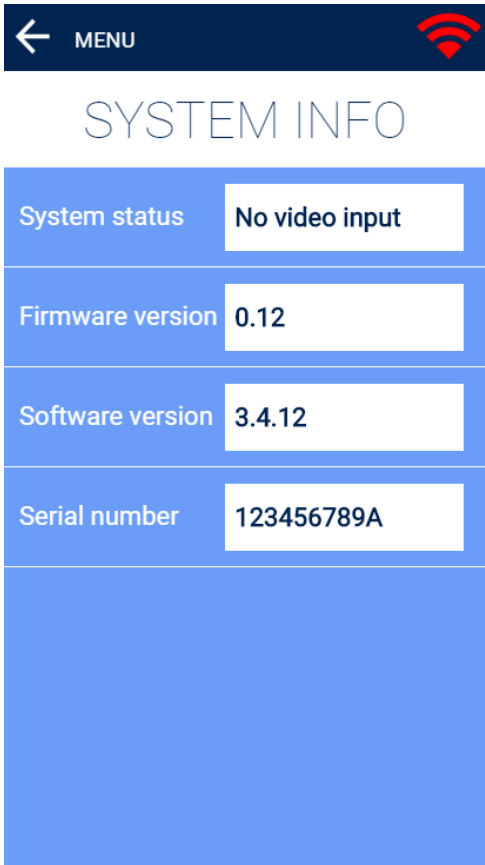 MENU
SYSTEM INFO
System status No video input
Firmware version 0.12
Software version 3.4.12
Serial number 123456789A